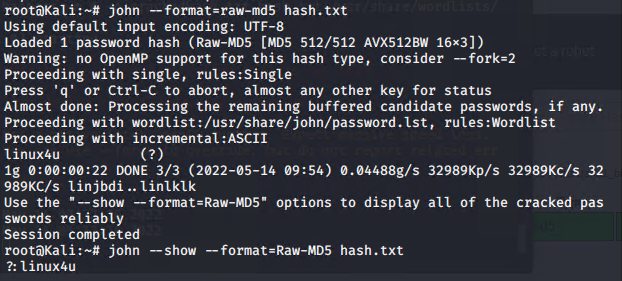 root@Kali:~# john --format=raw-md5 hash.txt
Using default input encoding: UTF-8
Loaded 1 password hash (Raw-MD5 [MD5 512/512 AVX512BW 16×3])
Warning: no OpenMP support for this hash type, consider --fork=2
Proceeding with single, rules:Single
Press 'q' or Ctrl-C to abort, almost any other key for status
Almost done: Processing the remaining buffered candidate passwords, if any.
Proceeding with wordlist:/usr/share/john/password.lst, rules:Wordlist
Proceeding with incremental:ASCII
linux4u          (?)
1g 0:00:00:22 DONE 3/3 (2022-05-14 09:54) 0.04488g/s 32989Kp/s 32989Kc/s 32
989KC/s linjbdi..linlklk
Use the "--show --format=Raw-MD5" options to display all of the cracked pas
swords reliably
Session completed
root@Kali:~# john --show --format=Raw-MD5 hash.txt
?:linux4u